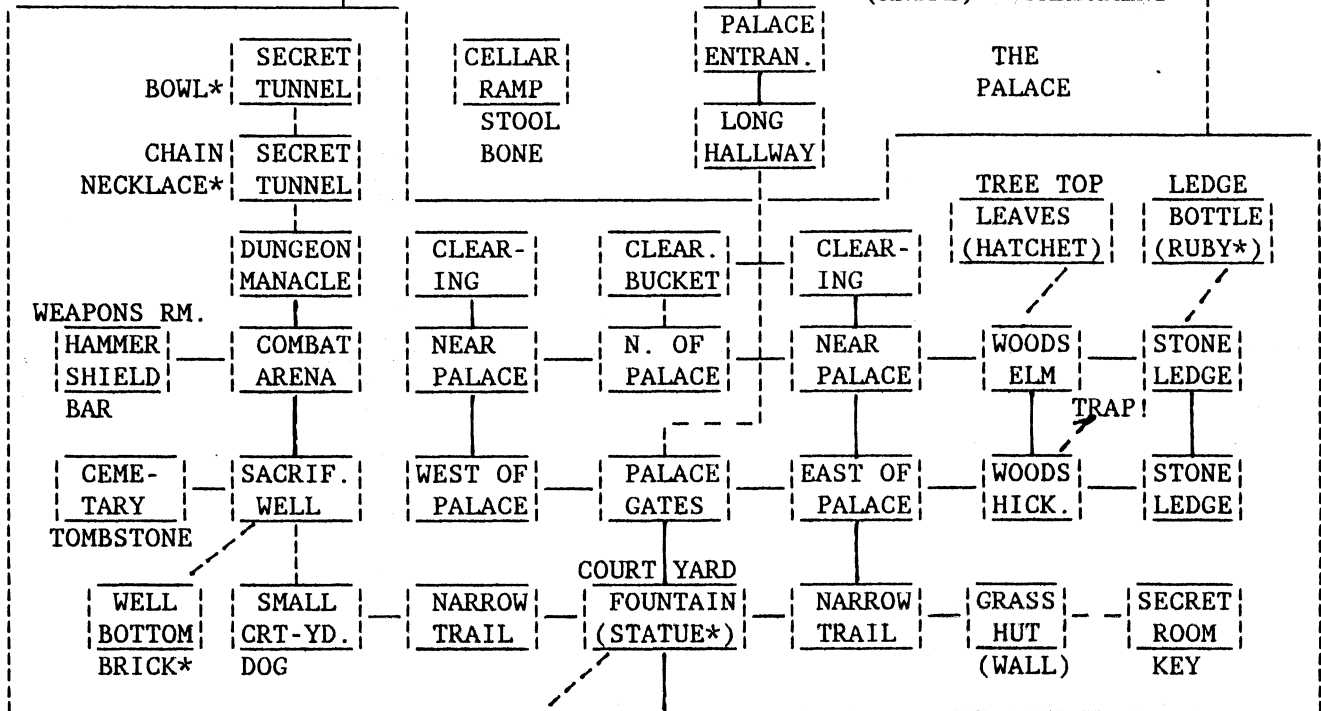 PALACE
ENTRAN.
SECRET
TUNNEL
BOWL*
CELLAR
RAMP
STOOL
BONE
THE
PALACE
LONG
HALLWAY
CHAIN
NECKLACE*
SECRET
TUNNEL
TREE TOP
LEAVES
(HATCHET)
LEDGE
BOTTLE
(RUBY*)
DUNGEON
MANACLE
CLEAR-
ING
CLEAR.
BUCKET
CLEAR-
ING
WEAPONS RM.
HAMMER
SHIELD
BAR
COMBAT
ARENA
NEAR
PALACE
N. OF
PALACE
NEAR
PALACE
WOODS
ELM
STONE
LEDGE
TRAP!
CEME-
TARY
TOMBSTONE
SACRIF.
WELL
WEST OF
PALACE
PALACE
GATES
EAST OF
PALACE
WOODS
HICK.
STONE
LEDGE
WELL
BOTTOM
BRICK*
SMALL
CRT-YD.
DOG
NARROW
TRAIL
COURT YARD
FOUNTAIN
(STATUE*)
NARROW
TRAIL
GRASS
HUT
(WALL)
SECRET
ROOM
KEY